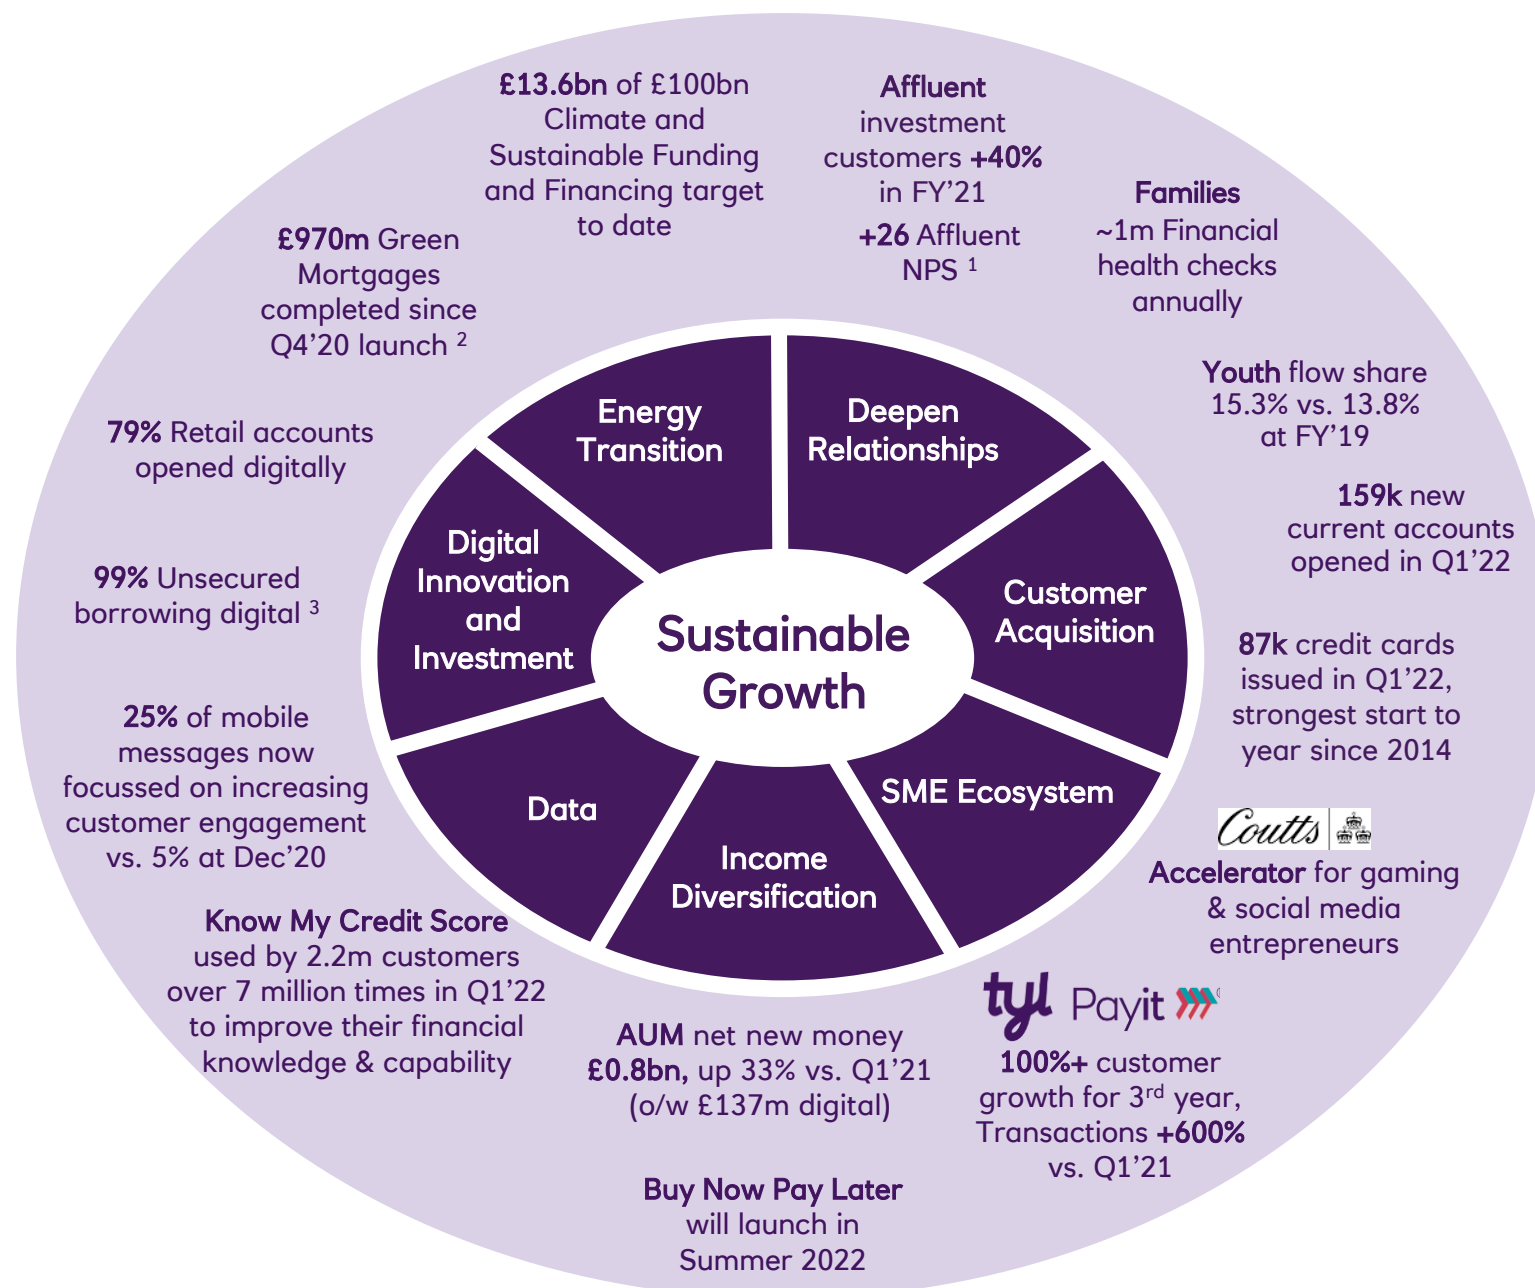 £13.6bn of £100bn
Climate and
Sustainable Funding
and Financing target
to date
Affluent
investment
customers +40%
in FY’21
+26 Affluent
NPS 1
Families
~1m Financial
health checks
annually
Youth flow share
15.3% vs. 13.8%
at FY’19
159k new
current accounts
opened in Q1’22
87k credit cards
issued in Q1’22,
strongest start to
year since 2014
Coutts
Accelerator for gaming
& social media
entrepreneurs
tyl Payit
100%+ customer
growth for 3rd year,
Transactions +600%
vs. Q1’21
AUM net new money
£0.8bn, up 33% vs. Q1’21
(o/w £137m digital)
Buy Now Pay Later
will launch in
Summer 2022
Know My Credit Score
used by 2.2m customers
over 7 million times in Q1’22
to improve their financial
knowledge & capability
25% of mobile
messages now
focussed on increasing
customer engagement
vs. 5% at Dec’20
99% Unsecured
borrowing digital 3
79% Retail accounts
opened digitally
£970m Green
Mortgages
completed since
Q4’20 launch 2
Energy
Transition
Deepen
Relationships
Customer
Acquisition
SME Ecosystem
Income
Diversification
Data
Digital
Innovation
and
Investment
Sustainable
Growth